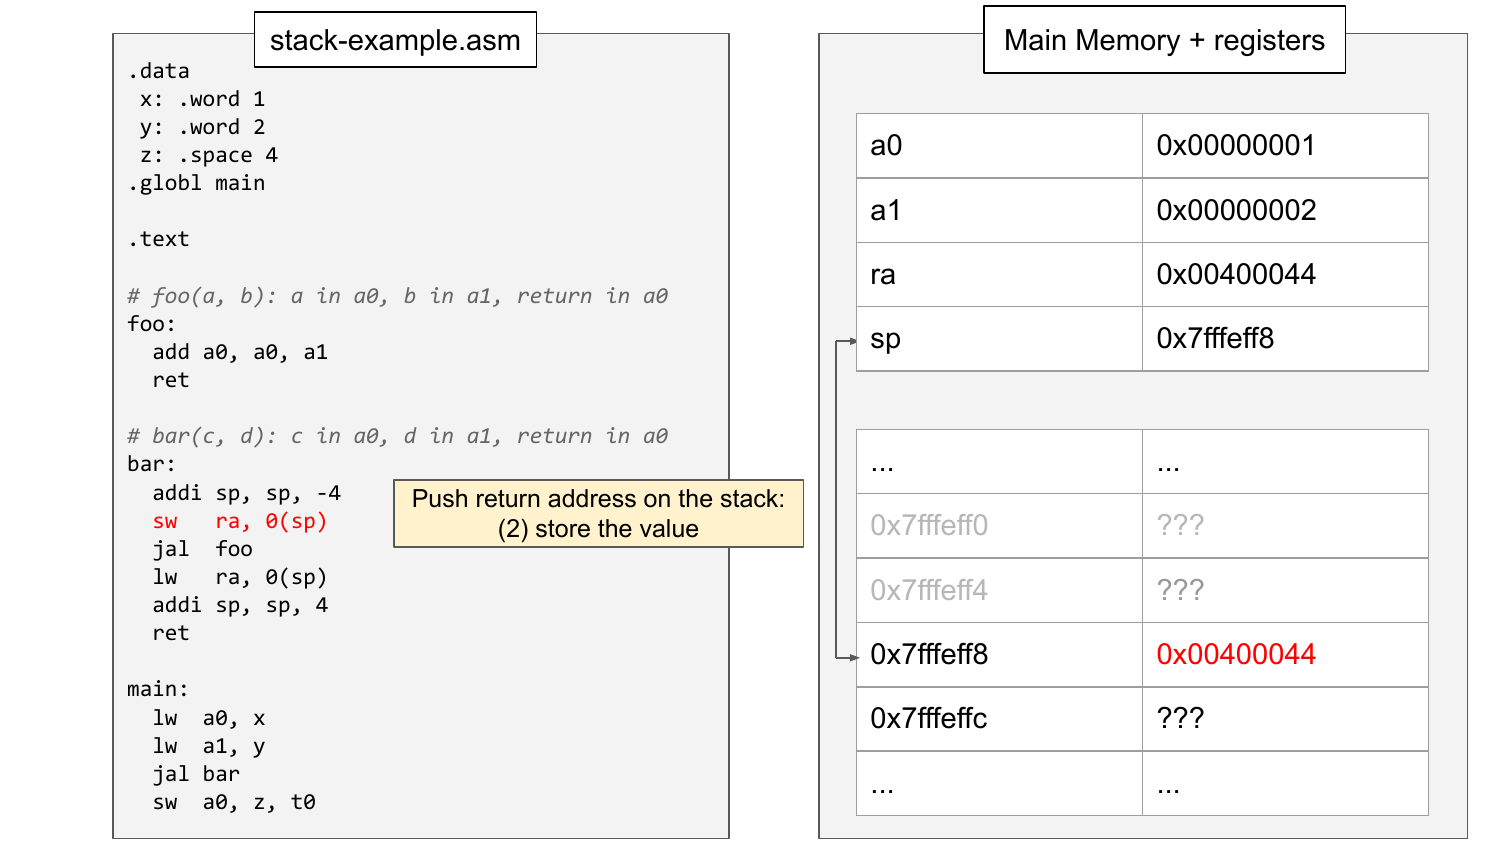 stack-example.asm
.data
 x: .word 1
 y: .word 2
 z: .space 4
.globl main
.text
# foo(a, b): a in a0, b in a1, return in a0
foo:
  add a0, a0, a1
  ret
# bar(c, d): c in a0, d in a1, return in a0
bar:
  addi sp, sp, -4
  sw   ra, 0(sp)
  jal  foo
  lw   ra, 0(sp)
  addi sp, sp, 4
  ret
main:
  lw  a0, x
  lw  a1, y
  jal bar
  sw  a0, z, t0
Push return address on the stack:
(2) store the value
Main Memory + registers
a0 0x00000001
a1 0x00000002
ra 0x00400044
sp 0x7fffeff8
... ...
0x7fffeff0 ???
0x7fffeff4 ???
0x7fffeff8 0x00400044
0x7fffeffc ???
... ...